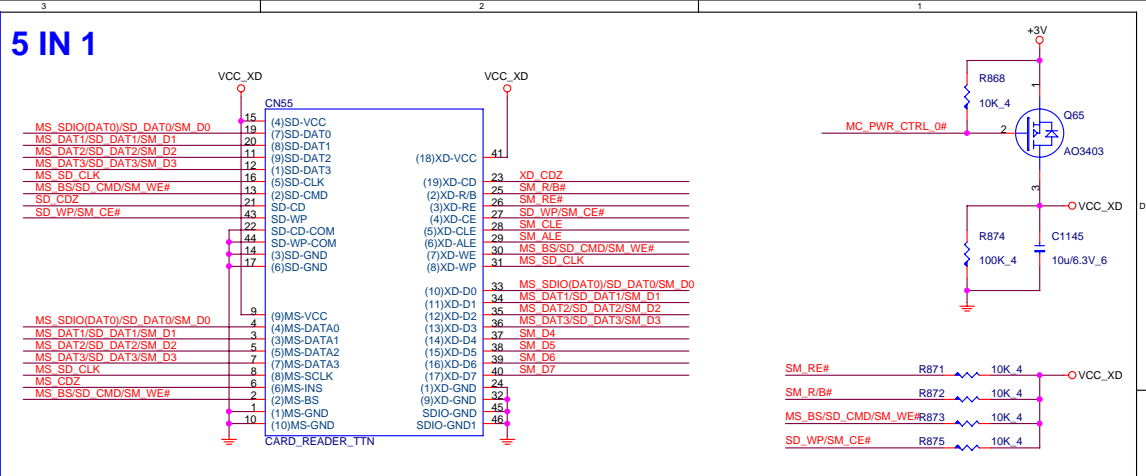 3 2 1
5 IN 1
VCC_XD VCC_XD
CN55
15 (4)SD-VCC
MS_SDIO(DAT0)/SD_DAT0/SM_D0 19 (7)SD-DAT0
MS_DAT1/SD_DAT1/SM_D1 20 (8)SD-DAT1
MS_DAT2/SD_DAT2/SM_D2 11 (9)SD-DAT2
MS_DAT3/SD_DAT3/SM_D3 12 (1)SD-DAT3
MS_SD_CLK 16 (5)SD-CLK
MS_BS/SD_CMD/SM_WE# 13 (2)SD-CMD
SD_CDZ 21 SD-CD
SD_WP/SM_CE# 43 SD-WP
22 SD-CD-COM
44 SD-WP-COM
14 (3)SD-GND
17 (6)SD-GND
9 (9)MS-VCC
MS_SDIO(DAT0)/SD_DAT0/SM_D0 4 (4)MS-DATA0
MS_DAT1/SD_DAT1/SM_D1 3 (3)MS-DATA1
MS_DAT2/SD_DAT2/SM_D2 5 (5)MS-DATA2
MS_DAT3/SD_DAT3/SM_D3 7 (7)MS-DATA3
MS_SD_CLK 8 (8)MS-SCLK
MS_CDZ 6 (6)MS-INS
MS_BS/SD_CMD/SM_WE# 2 (2)MS-BS
1 (1)MS-GND
10 (10)MS-GND
CARD_READER_TTN
(18)XD-VCC 41
(19)XD-CD 23 XD_CDZ
(2)XD-R/B 25 SM_R/B#
(3)XD-RE 26 SM_RE#
(4)XD-CE 27 SD_WP/SM_CE#
(5)XD-CLE 28 SM_CLE
(6)XD-ALE 29 SM_ALE
(7)XD-WE 30 MS_BS/SD_CMD/SM_WE#
(8)XD-WP 31 MS_SD_CLK
(10)XD-D0 33 MS_SDIO(DAT0)/SD_DAT0/SM_D0
(11)XD-D1 34 MS_DAT1/SD_DAT1/SM_D1
(12)XD-D2 35 MS_DAT2/SD_DAT2/SM_D2
(13)XD-D3 36 MS_DAT3/SD_DAT3/SM_D3
(14)XD-D4 37 SM_D4
(15)XD-D5 38 SM_D5
(16)XD-D6 39 SM_D6
(17)XD-D7 40 SM_D7
(1)XD-GND 24
(9)XD-GND 32
SDIO-GND 45
SDIO-GND1 46
+3V
R868
10K_4
1
Q65
MC_PWR_CTRL_0# 2
AO3403
3
VCC_XD
R874
100K_4
C1145
10u/6.3V_6
D
SM_RE# R871 10K_4 VCC_XD
SM_R/B# R872 10K_4
MS_BS/SD_CMD/SM_WE# R873 10K_4
SD_WP/SM_CE# R875 10K_4